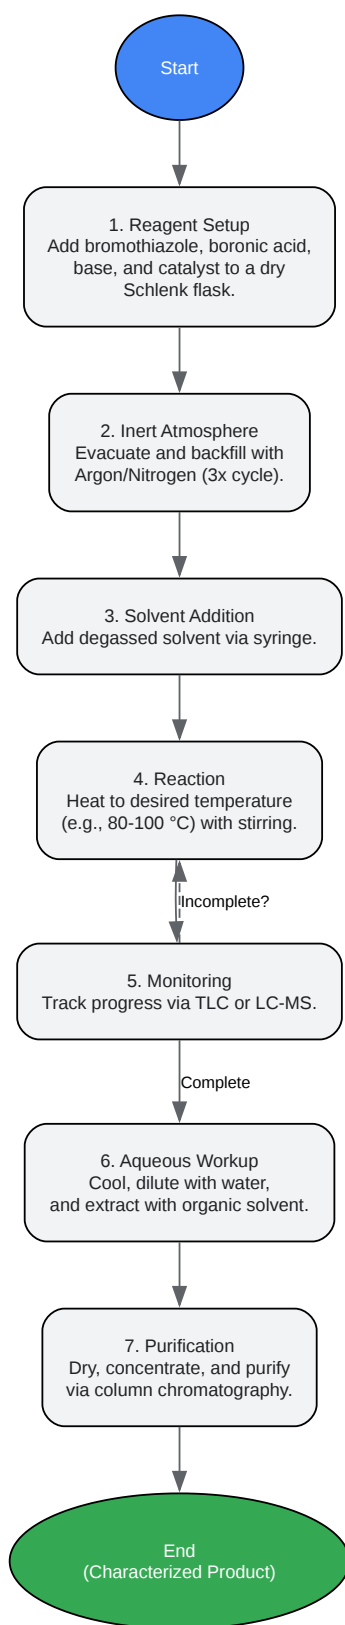 Start
1. Reagent Setup
Add bromothiazole, boronic acid,
base, and catalyst to a dry
Schlenk flask.
2. Inert Atmosphere
Evacuate and backfill with
Argon/Nitrogen (3x cycle).
3. Solvent Addition
Add degassed solvent via syringe.
4. Reaction
Heat to desired temperature
(e.g., 80-100 °C) with stirring.
Incomplete?
5. Monitoring
Track progress via TLC or LC-MS.
Complete
6. Aqueous Workup
Cool, dilute with water,
and extract with organic solvent.
7. Purification
Dry, concentrate, and purify
via column chromatography.
End
(Characterized Product)